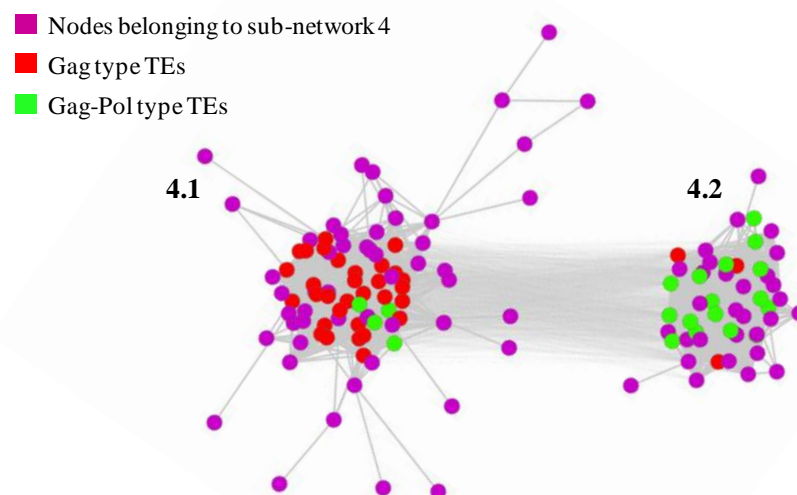 Nodes belonging to sub-network 4
Gag type TEs
Gag-Pol type TEs
4.1
4.2